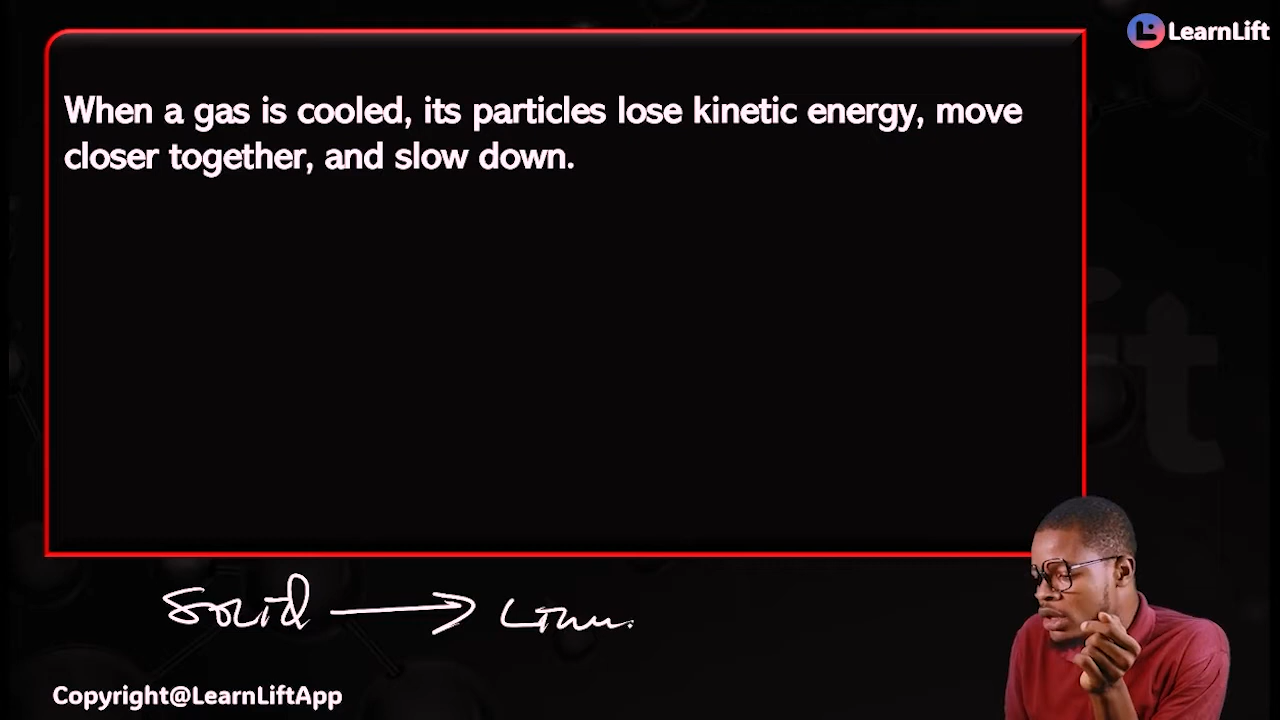 LearnLift
When a gas is cooled, its particles lose kinetic energy, move
closer together, and slow down.
Solid →
Copyright@LearnLiftApp